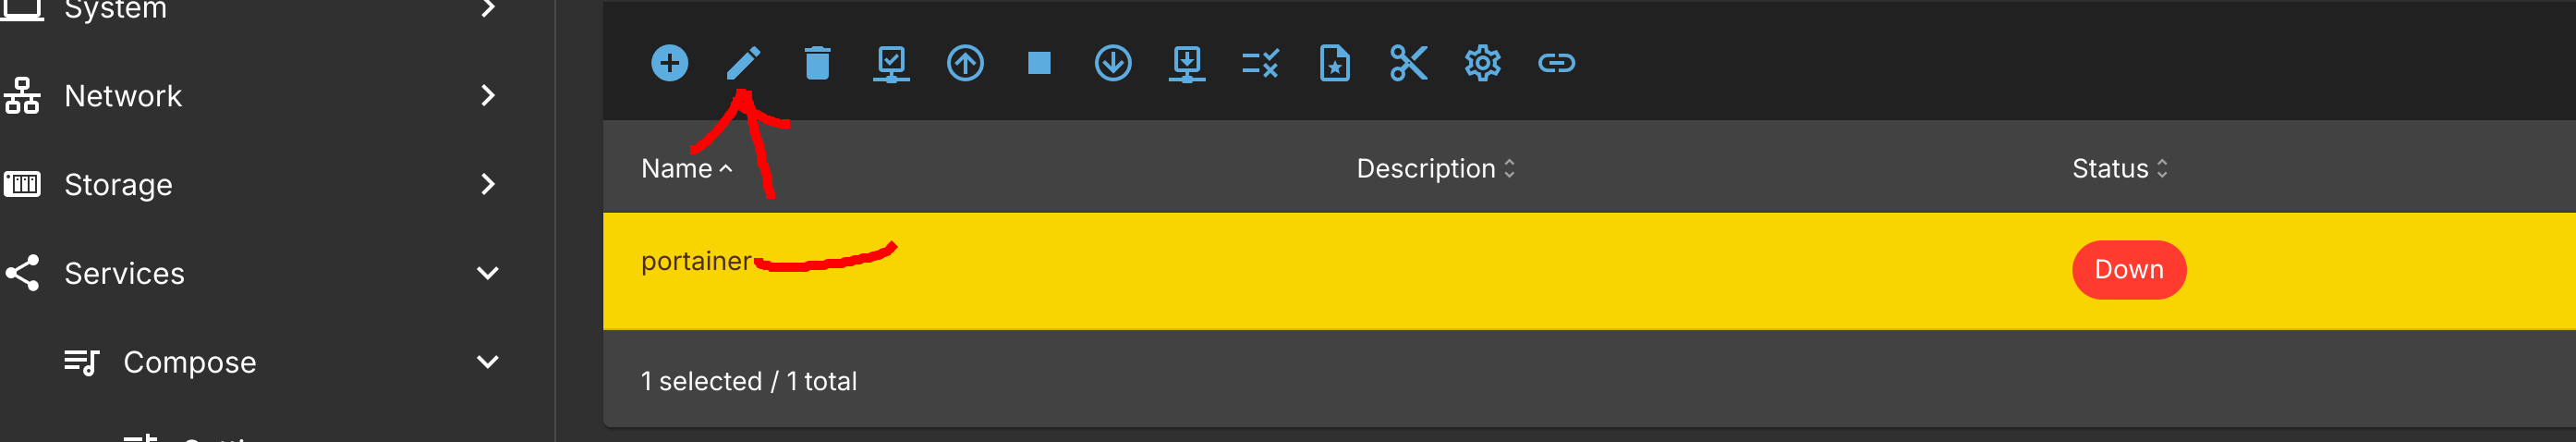 System
Network
Storage
Services
Compose
Name
Description
Status
portainer
Down
1 selected / 1 total